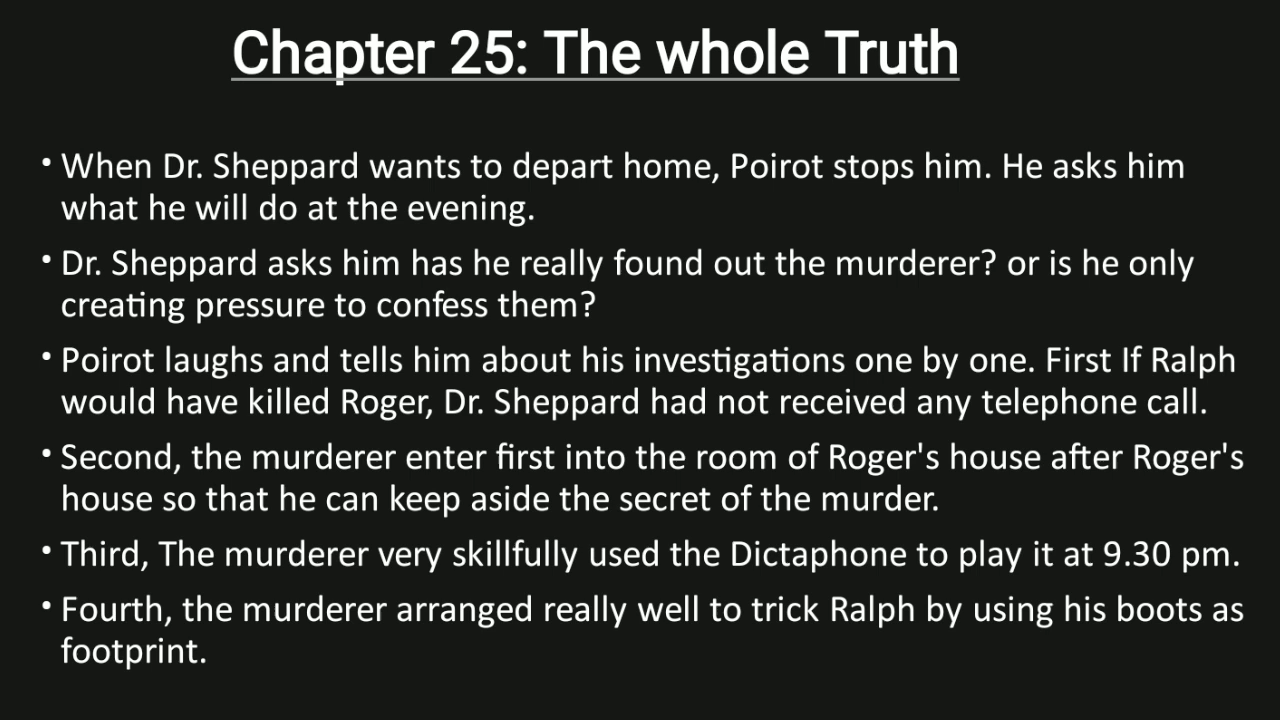 Chapter 25: The whole Truth
• When Dr. Sheppard wants to depart home, Poirot stops him. He asks him
what he will do at the evening.
• Dr. Sheppard asks him has he really found out the murderer? or is he only
creating pressure to confess them?
• Poirot laughs and tells him about his investigations one by one. First If Ralph
would have killed Roger, Dr. Sheppard had not received any telephone call.
• Second, the murderer enter first into the room of Roger's house after Roger's
house so that he can keep aside the secret of the murder.
• Third, The murderer very skillfully used the Dictaphone to play it at 9.30 pm.
• Fourth, the murderer arranged really well to trick Ralph by using his boots as
footprint.